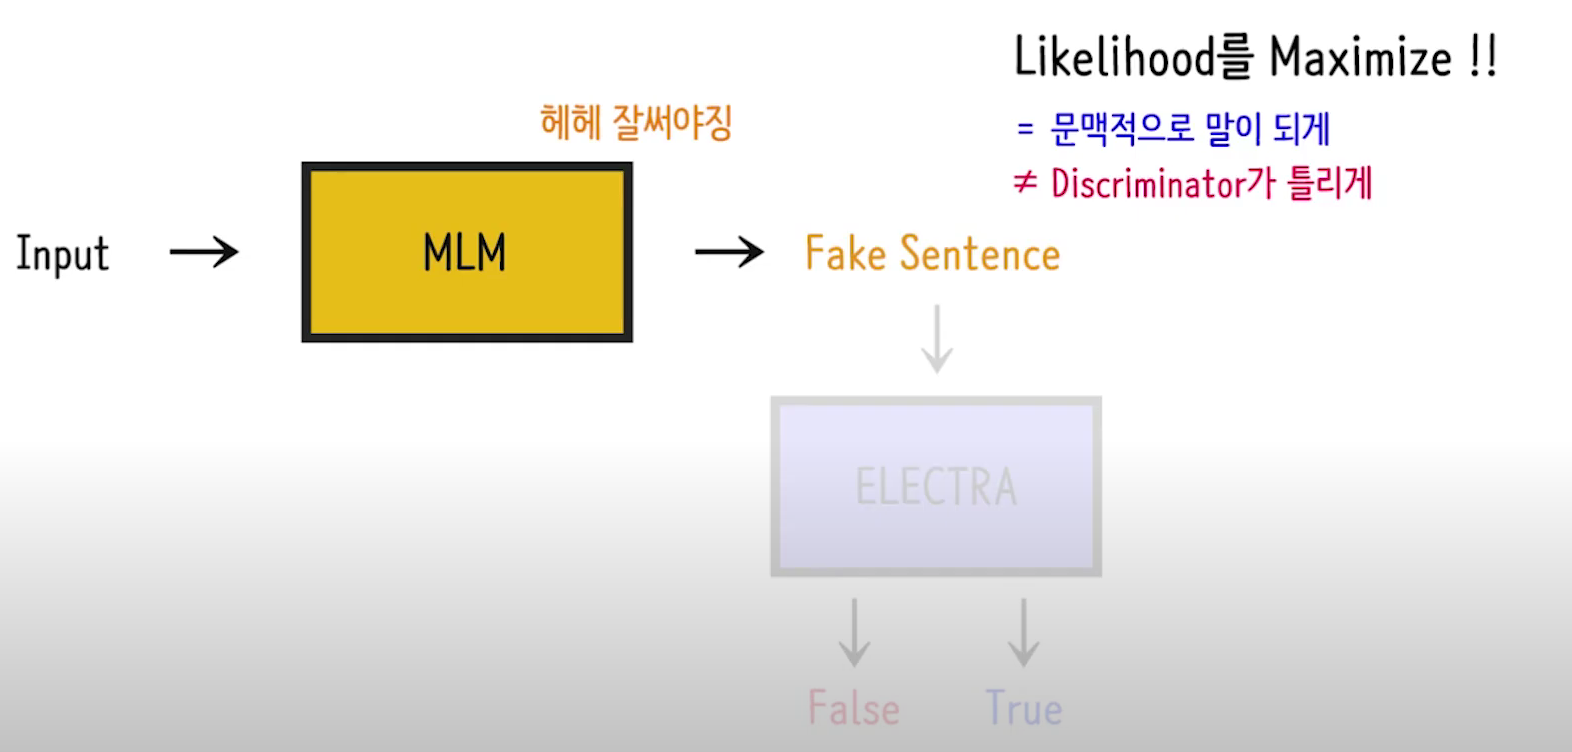 Likelihood를 Maximize !!
= 문맥적으로 말이 되게
≠ Discriminator가 틀리게
헤헤 잘써야징
Input → MLM → Fake Sentence
ELECTRA
False True